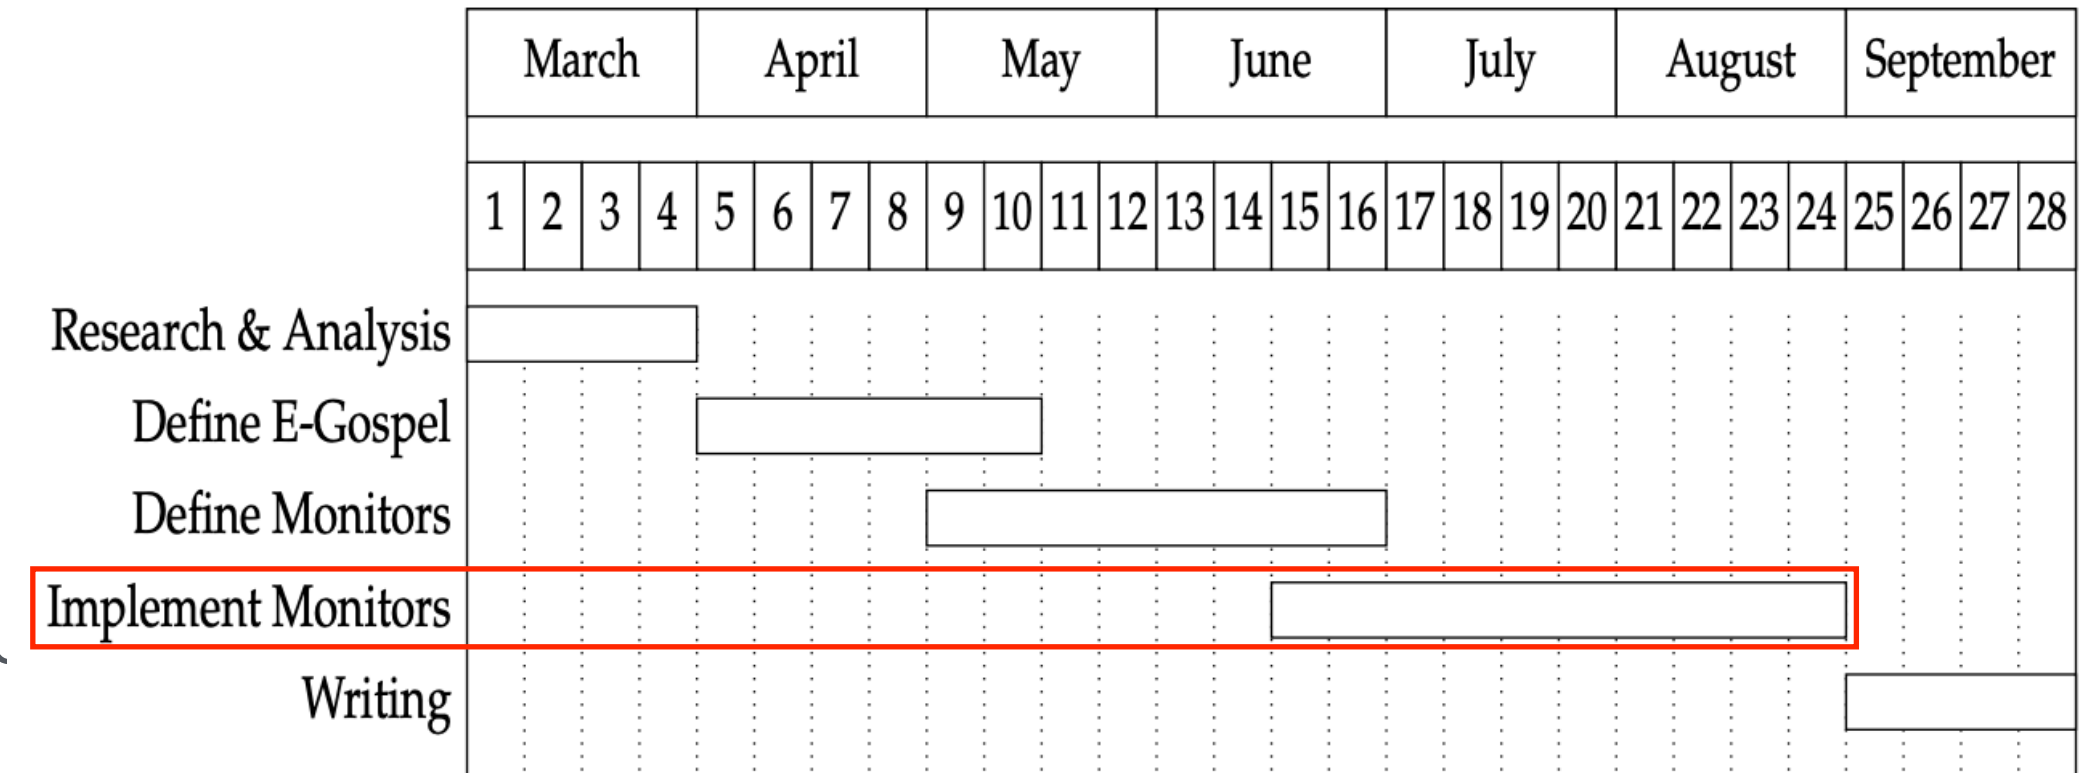 March April May June July August September
1 2 3 4 5 6 7 8 9 10 11 12 13 14 15 16 17 18 19 20 21 22 23 24 25 26 27 28
Research & Analysis
Define E-Gospel
Define Monitors
Implement Monitors
Writing